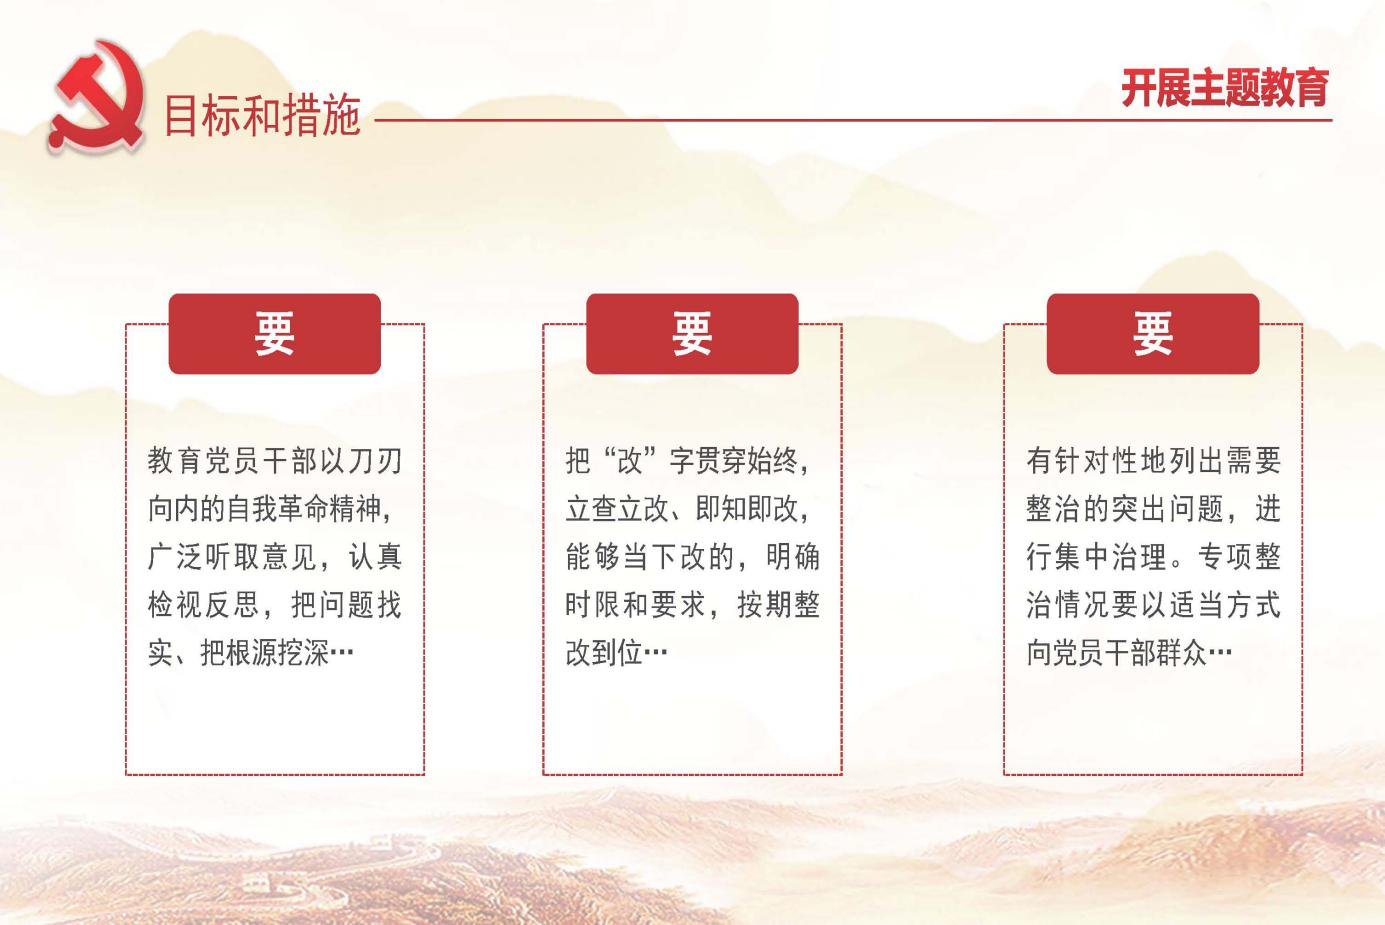 目标和措施
开展主题教育
要
教育党员干部以刀刃
向内的自我革命精神，
广泛听取意见，认真
检视反思，把问题找
实、把根源挖深…
要
把“改”字贯穿始终，
立查立改、即知即改，
能够当下改的，明确
时限和要求，按期整
改到位…
要
有针对性地列出需要
整治的突出问题，进
行集中治理。专项整
治情况要以适当方式
向党员干部群众…